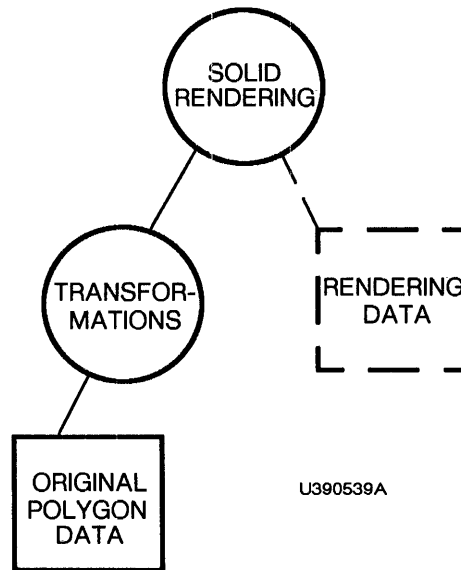 SOLID
RENDERING
TRANSFOR-
MATIONS
RENDERING
DATA
ORIGINAL
POLYGON
DATA
U390539A